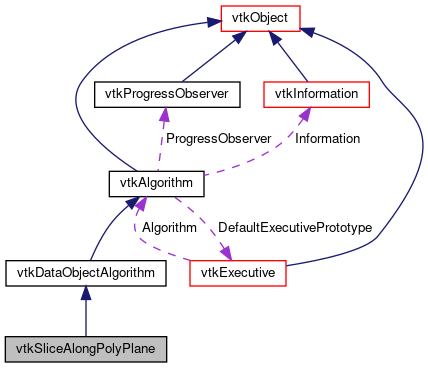 vtkObject
vtkProgressObserver
vtkInformation
ProgressObserver
Information
vtkAlgorithm
Algorithm
DefaultExecutivePrototype
vtkDataObjectAlgorithm
vtkExecutive
vtkSliceAlongPolyPlane